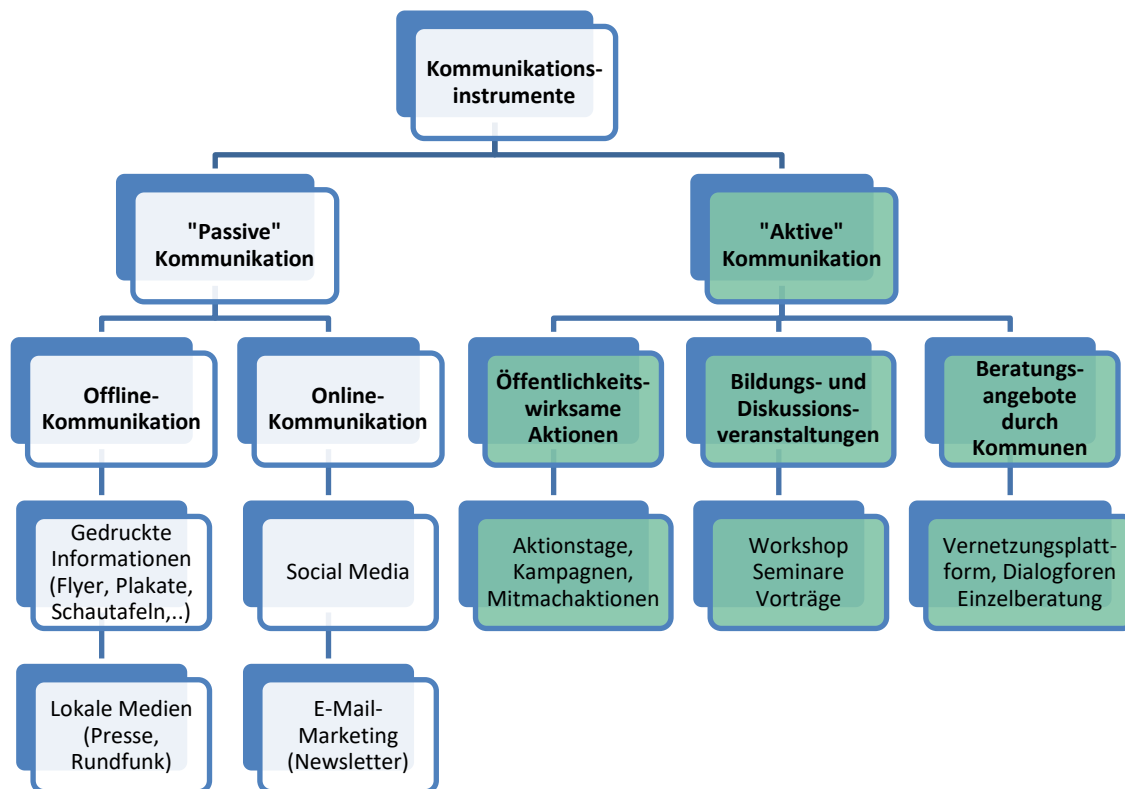 Kommunikations-
instrumente
"Passive"
Kommunikation
"Aktive"
Kommunikation
Offline-
Kommunikation
Online-
Kommunikation
Öffentlichkeits-
wirksame
Aktionen
Bildungs- und
Diskussions-
veranstaltungen
Beratungs-
angebote
durch
Kommunen
Gedruckte
Informationen
(Flyer, Plakate,
Schautafeln,..)
Social Media
Aktionstage,
Kampagnen,
Mitmachaktionen
Workshop
Seminare
Vorträge
Vernetzungsplatt-
form, Dialogforen
Einzelberatung
Lokale Medien
(Presse,
Rundfunk)
E-Mail-
Marketing
(Newsletter)